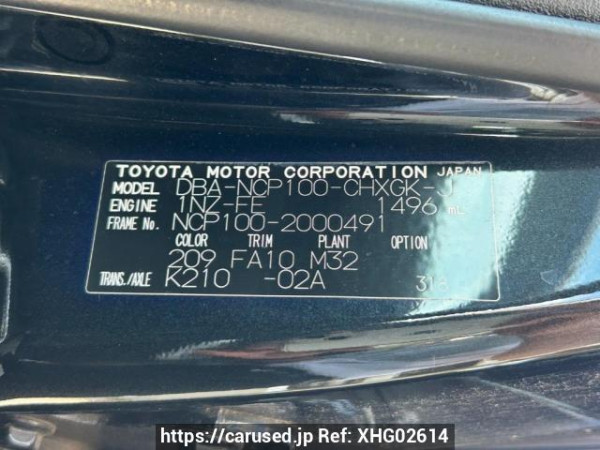 TOYOTA MOTOR CORPORATION JAPAN
MODEL DBA-NCP100-CHXGK-J
ENGINE 1NZ-FE 1496 mL
FRAME No. NCP100-2000491
COLOR TRIM PLANT OPTION
209 FA10 M32
TRANS./AXLE K210 -02A
https://carused.jp Ref: XHG02614